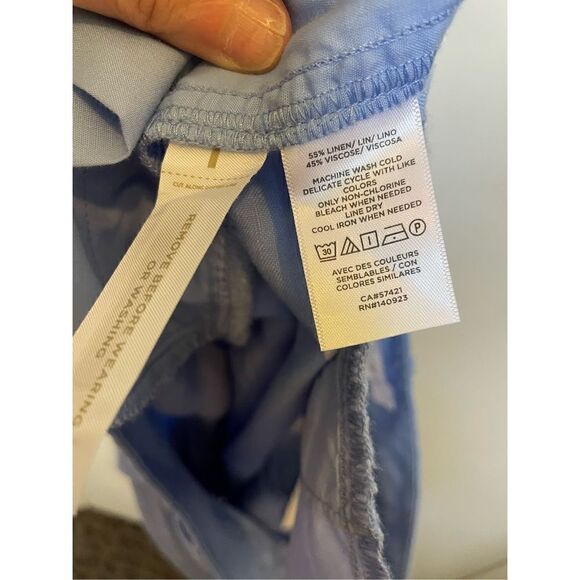 55% LINEN/ LIN/ LINO
45% VISCOSE/ VISCOSA
MACHINE WASH COLD
DELICATE CYCLE WITH LIKE
COLORS
ONLY NON-CHLORINE
BLEACH WHEN NEEDED
LINE DRY
COOL IRON WHEN NEEDED
30
P
AVEC DES COULEURS
SEMBLABLES / CON
COLORES SIMILARES
CA#57421
RN#140923
CUT ALONG
REMOVE BEFORE WEARING
OR WASHING